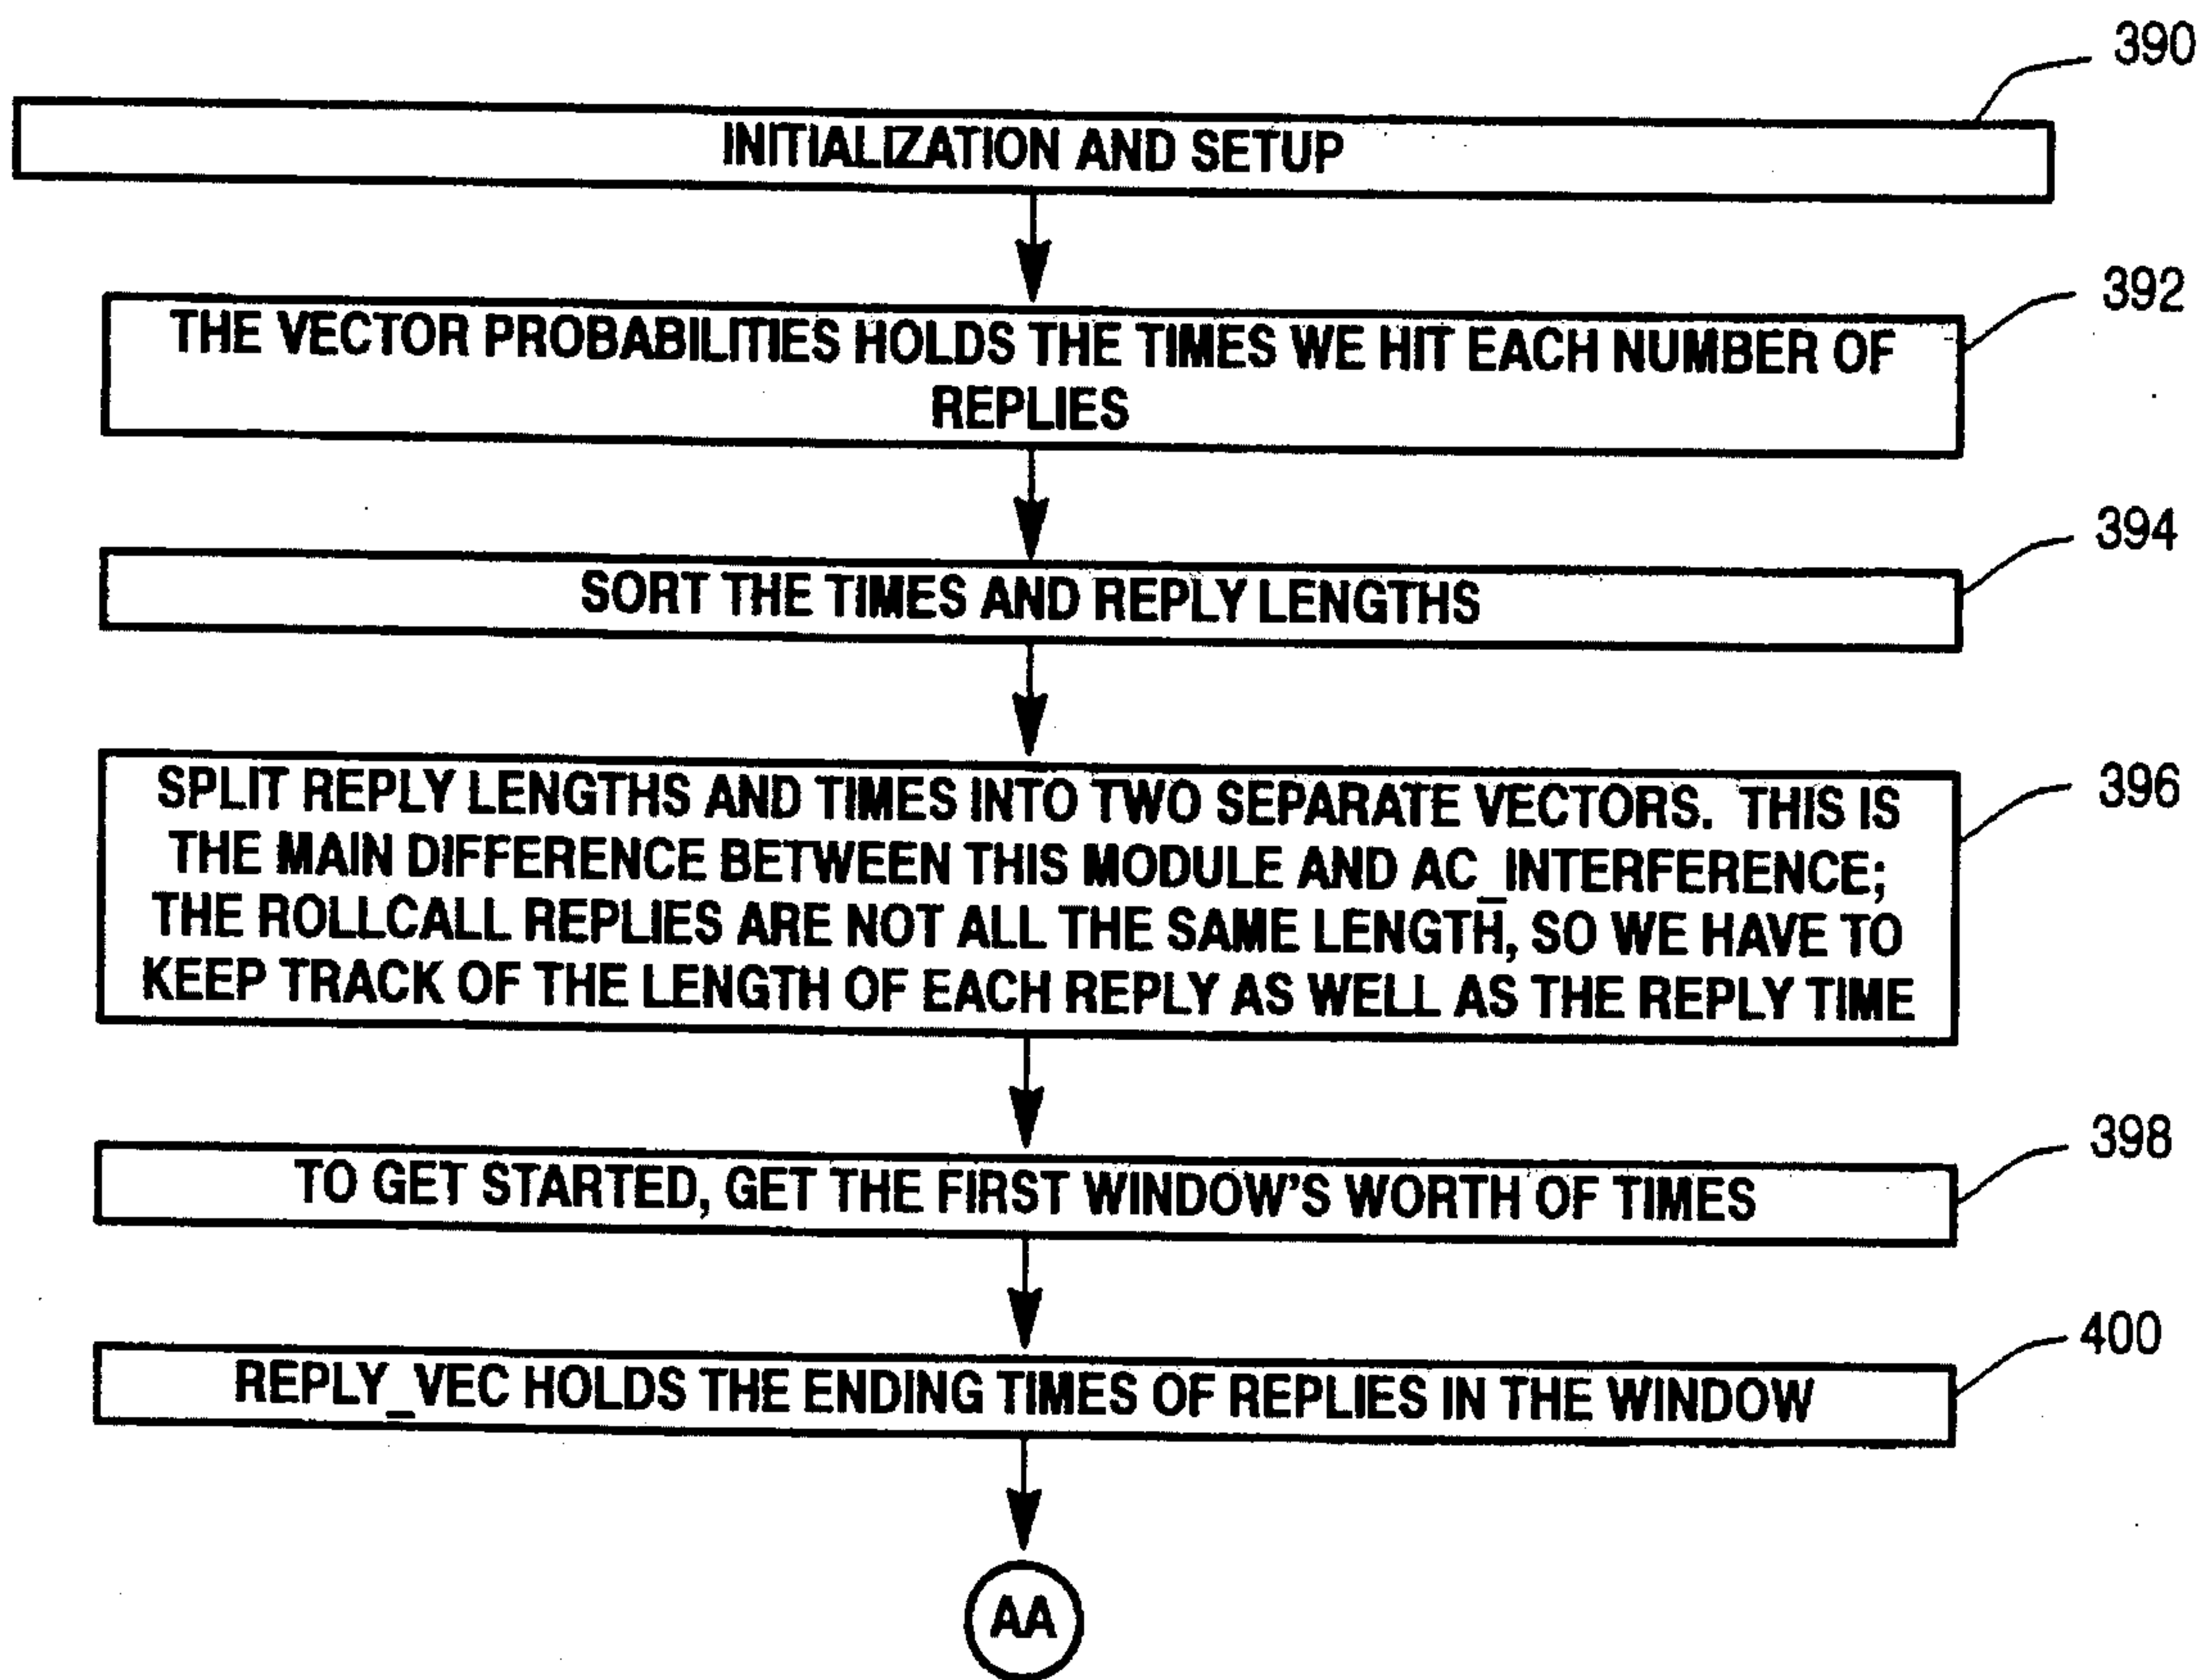 390
INITIALIZATION AND SETUP
392
THE VECTOR PROBABILITIES HOLDS THE TIMES WE HIT EACH NUMBER OF
REPLIES
394
SORT THE TIMES AND REPLY LENGTHS
396
SPLIT REPLY LENGTHS AND TIMES INTO TWO SEPARATE VECTORS. THIS IS
THE MAIN DIFFERENCE BETWEEN THIS MODULE AND AC_INTERFERENCE;
THE ROLLCALL REPLIES ARE NOT ALL THE SAME LENGTH, SO WE HAVE TO
KEEP TRACK OF THE LENGTH OF EACH REPLY AS WELL AS THE REPLY TIME
398
TO GET STARTED, GET THE FIRST WINDOW'S WORTH OF TIMES
400
REPLY_VEC HOLDS THE ENDING TIMES OF REPLIES IN THE WINDOW
AA